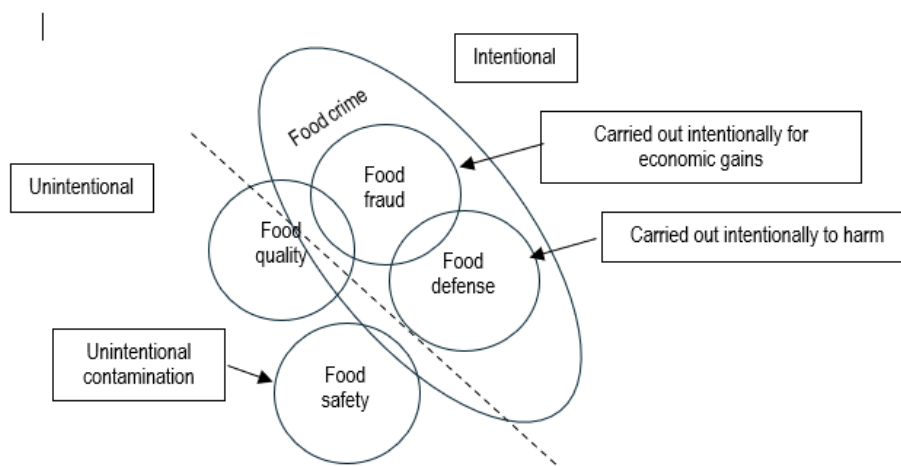 Intentional
Food crime
Carried out intentionally for
economic gains
Food
fraud
Unintentional
Food
quality
Carried out intentionally to harm
Food
defense
Unintentional
contamination
Food
safety